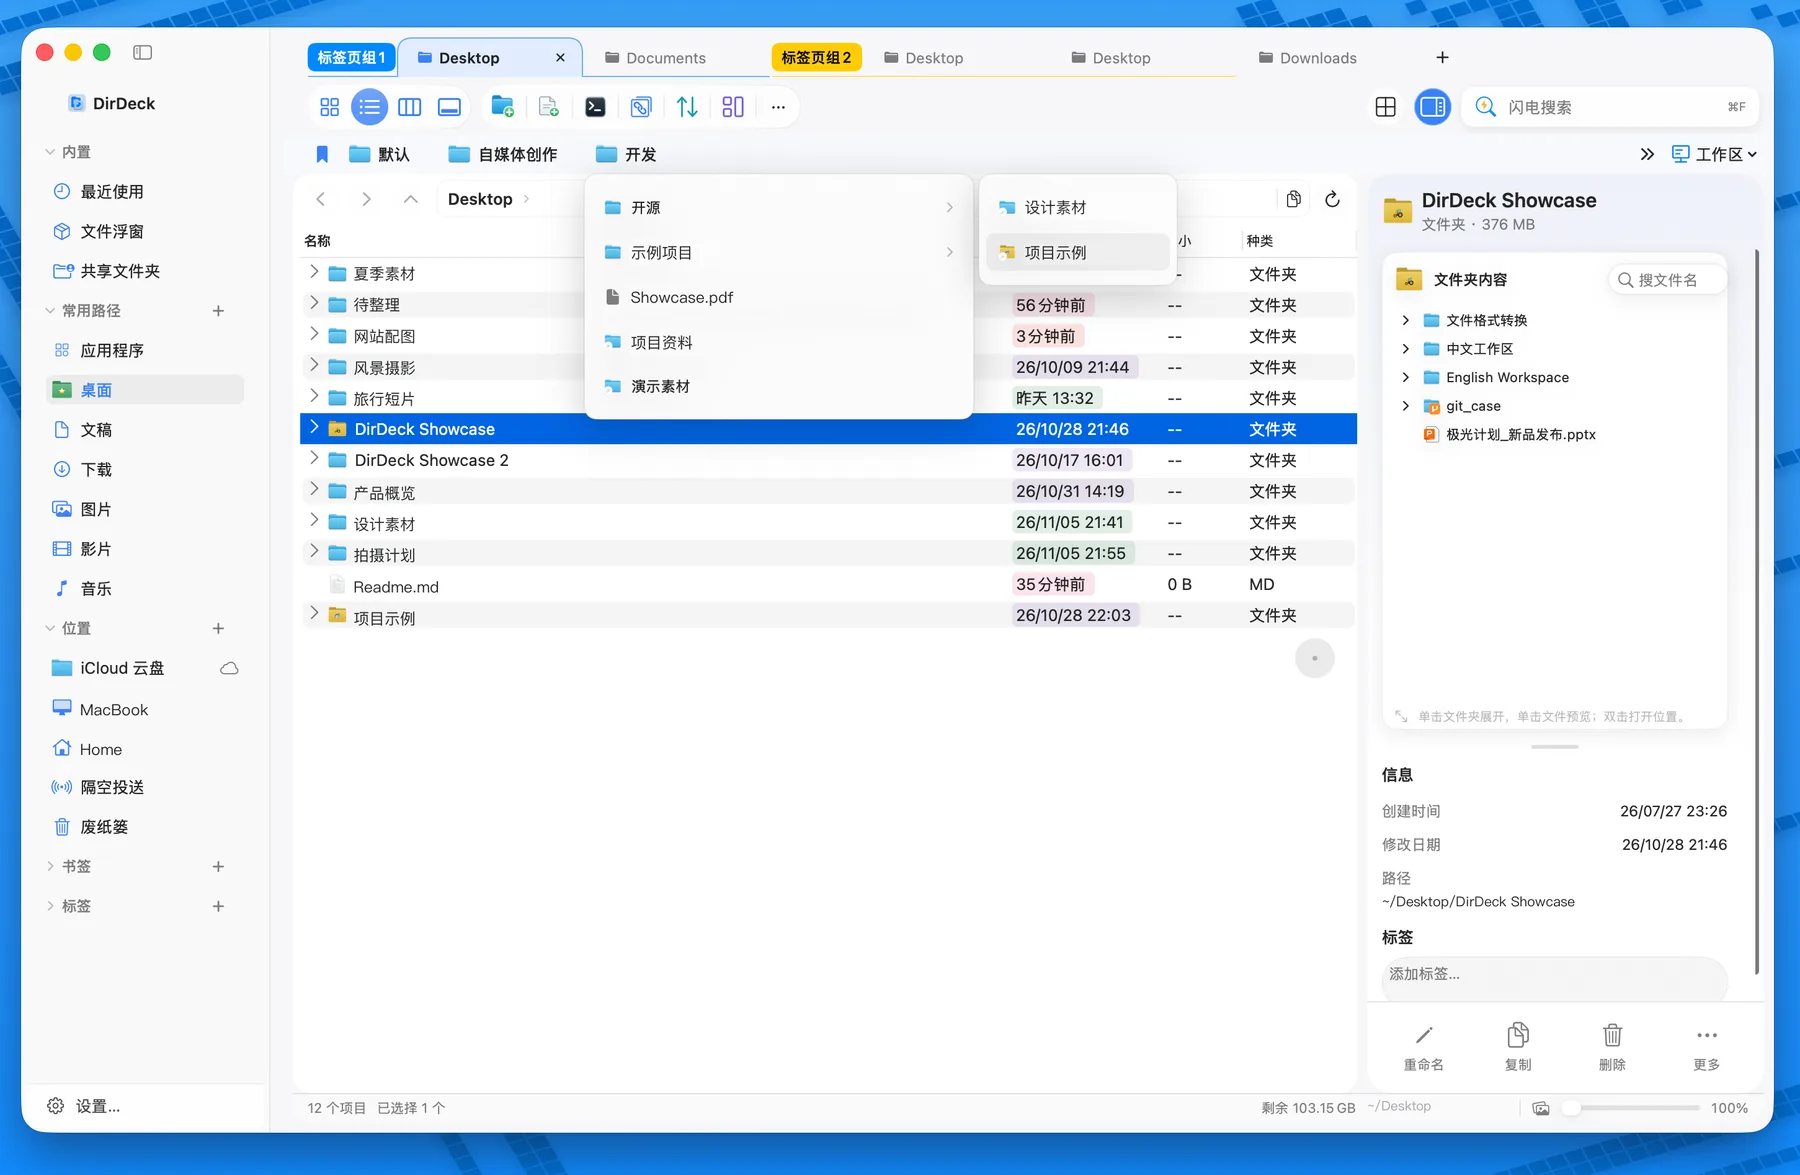 标签页组1
Desktop
Documents
标签页组2
Desktop
Desktop
Downloads
DirDeck
闪电搜索
⌘F
默认
自媒体创作
开发
工作区
内置
最近使用
文件浮窗
共享文件夹
常用路径
应用程序
桌面
文稿
下载
图片
影片
音乐
位置
iCloud 云盘
MacBook
Home
隔空投送
废纸篓
书签
标签
设置...
Desktop
开源
示例项目
Showcase.pdf
项目资料
演示素材
设计素材
项目示例
名称
小
种类
夏季素材
文件夹
待整理 56分钟前 -- 文件夹
网站配图 3分钟前 -- 文件夹
风景摄影 26/10/09 21:44 -- 文件夹
旅行短片 昨天 13:32 -- 文件夹
DirDeck Showcase 26/10/28 21:46 -- 文件夹
DirDeck Showcase 2 26/10/17 16:01 -- 文件夹
产品概览 26/10/31 14:19 -- 文件夹
设计素材 26/11/05 21:41 -- 文件夹
拍摄计划 26/11/05 21:55 -- 文件夹
Readme.md 35分钟前 0 B MD
项目示例 26/10/28 22:03 -- 文件夹
DirDeck Showcase
文件夹 · 376 MB
文件夹内容
搜文件名
文件格式转换
中文工作区
English Workspace
git_case
极光计划_新品发布.pptx
单击文件夹展开，单击文件预览；双击打开位置。
信息
创建时间 26/07/27 23:26
修改日期 26/10/28 21:46
路径
~/Desktop/DirDeck Showcase
标签
添加标签...
重命名
复制
删除
更多
12 个项目 已选择 1 个
剩余 103.15 GB
~/Desktop
100%